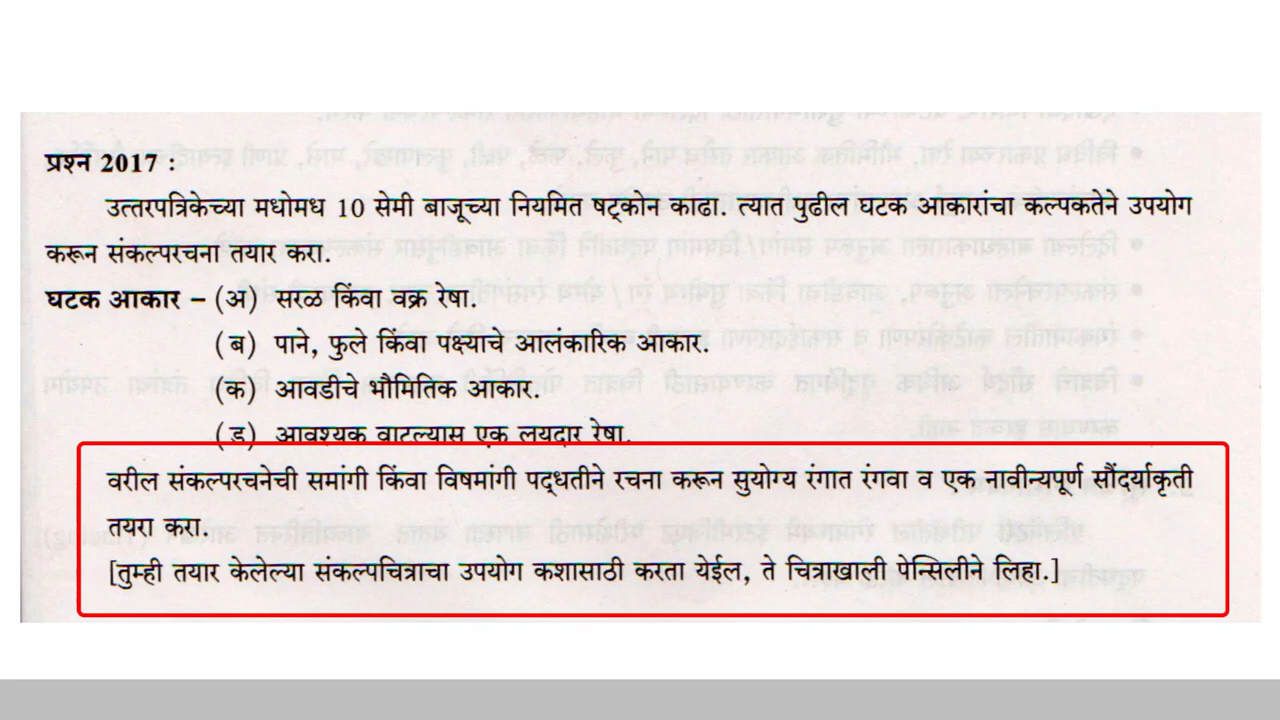 प्रश्न 2017 :
उत्तरपत्रिकेच्या मधोमध 10 सेमी बाजूच्या नियमित षट्कोन काढा. त्यात पुढील घटक आकारांचा कल्पकतेने उपयोग
करून संकल्परचना तयार करा.
घटक आकार – (अ) सरळ किंवा वक्र रेषा.
(ब) पाने, फुले किंवा पक्ष्यांचे आलंकारिक आकार.
(क) आवडीचे भौमितिक आकार.
(ड) आवश्यक वाटल्यास एक लयदार रेषा.
वरील संकल्परचनेची समांगी किंवा विषमांगी पद्धतीने रचना करून सुयोग्य रंगात रंगवा व एक नावीन्यपूर्ण सौंदर्याकृती
तयरा करा.
[तुम्ही तयार केलेल्या संकल्पचित्राचा उपयोग कशासाठी करता येईल, ते चित्राखाली पेन्सिलीने लिहा.]